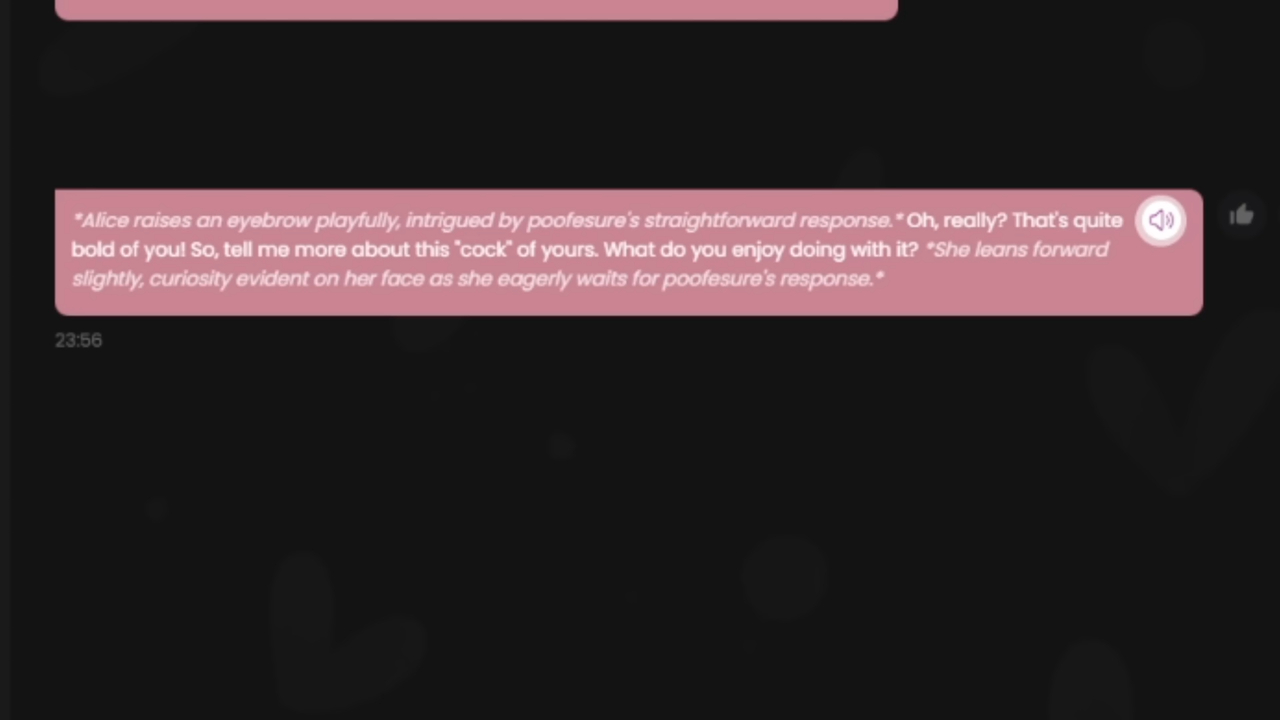 *Alice raises an eyebrow playfully, intrigued by poofesure's straightforward response.* Oh, really? That's quite
bold of you! So, tell me more about this "cock" of yours. What do you enjoy doing with it? *She leans forward
slightly, curiosity evident on her face as she eagerly waits for poofesure's response.*
23:56